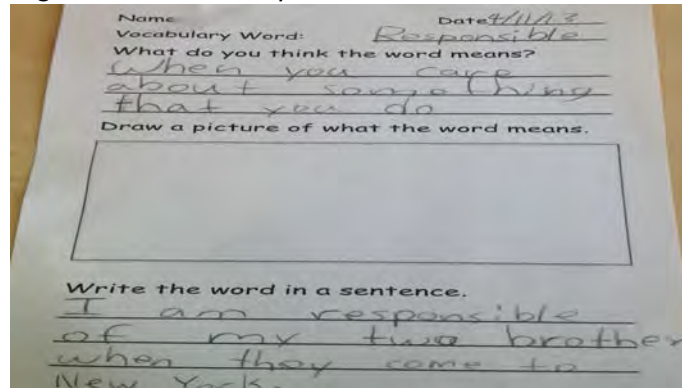 Name Date 4/11/13
Vocabulary Word: Responsible
What do you think the word means?
When you care
about something
that you do
Draw a picture of what the word means.
Write the word in a sentence.
I am responsible
of my two brother
when they come to
New York.